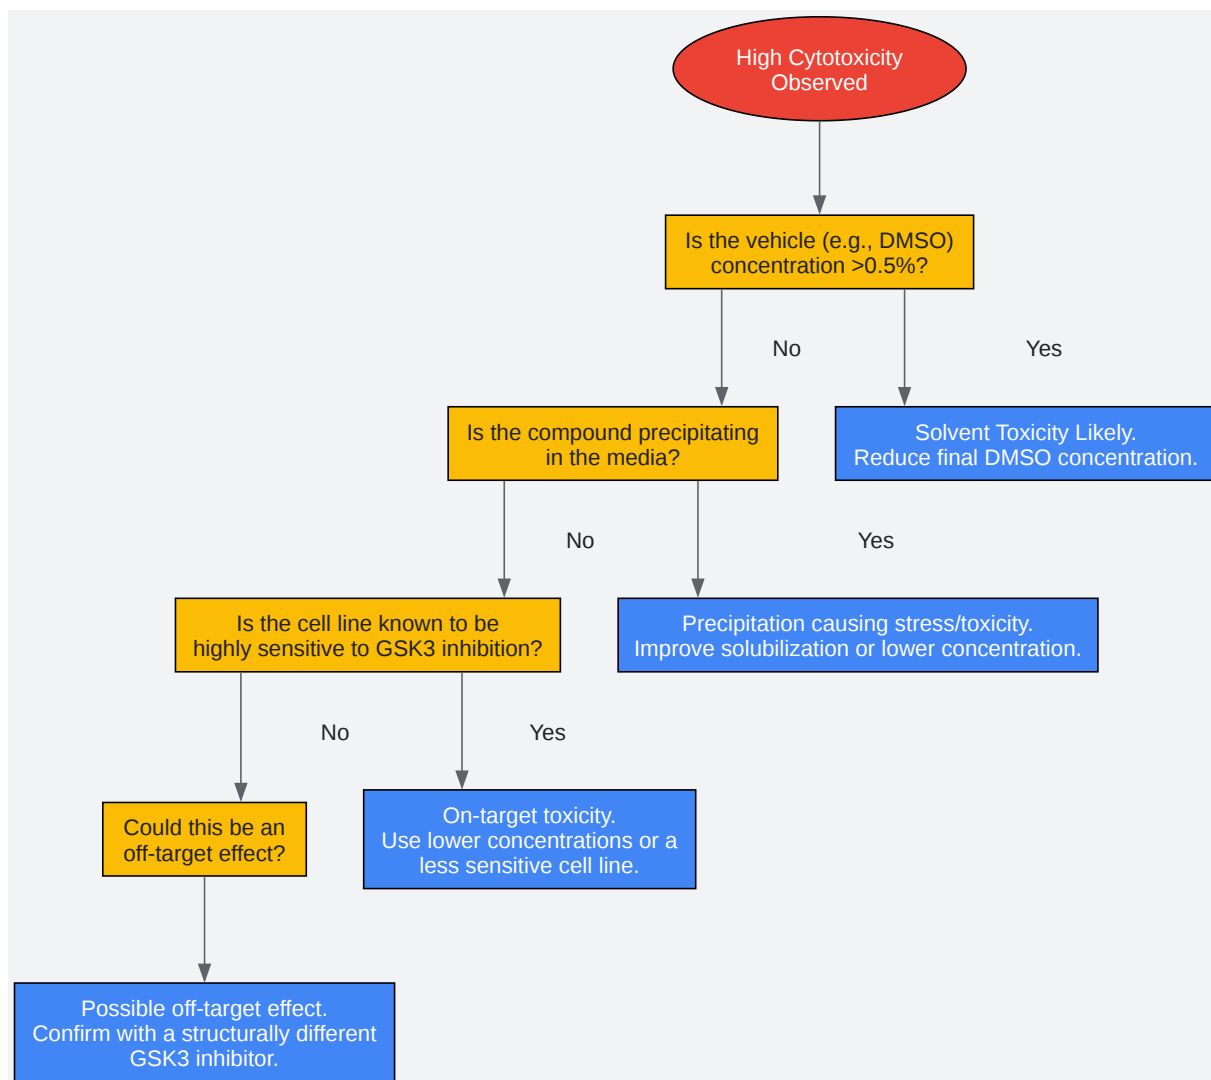 High Cytotoxicity
Observed
Is the vehicle (e.g., DMSO)
concentration >0.5%?
No
Yes
Is the compound precipitating
in the media?
Solvent Toxicity Likely.
Reduce final DMSO concentration.
No
Yes
Is the cell line known to be
highly sensitive to GSK3 inhibition?
Precipitation causing stress/toxicity.
Improve solubilization or lower concentration.
No
Yes
Could this be an
off-target effect?
On-target toxicity.
Use lower concentrations or a
less sensitive cell line.
Possible off-target effect.
Confirm with a structurally different
GSK3 inhibitor.